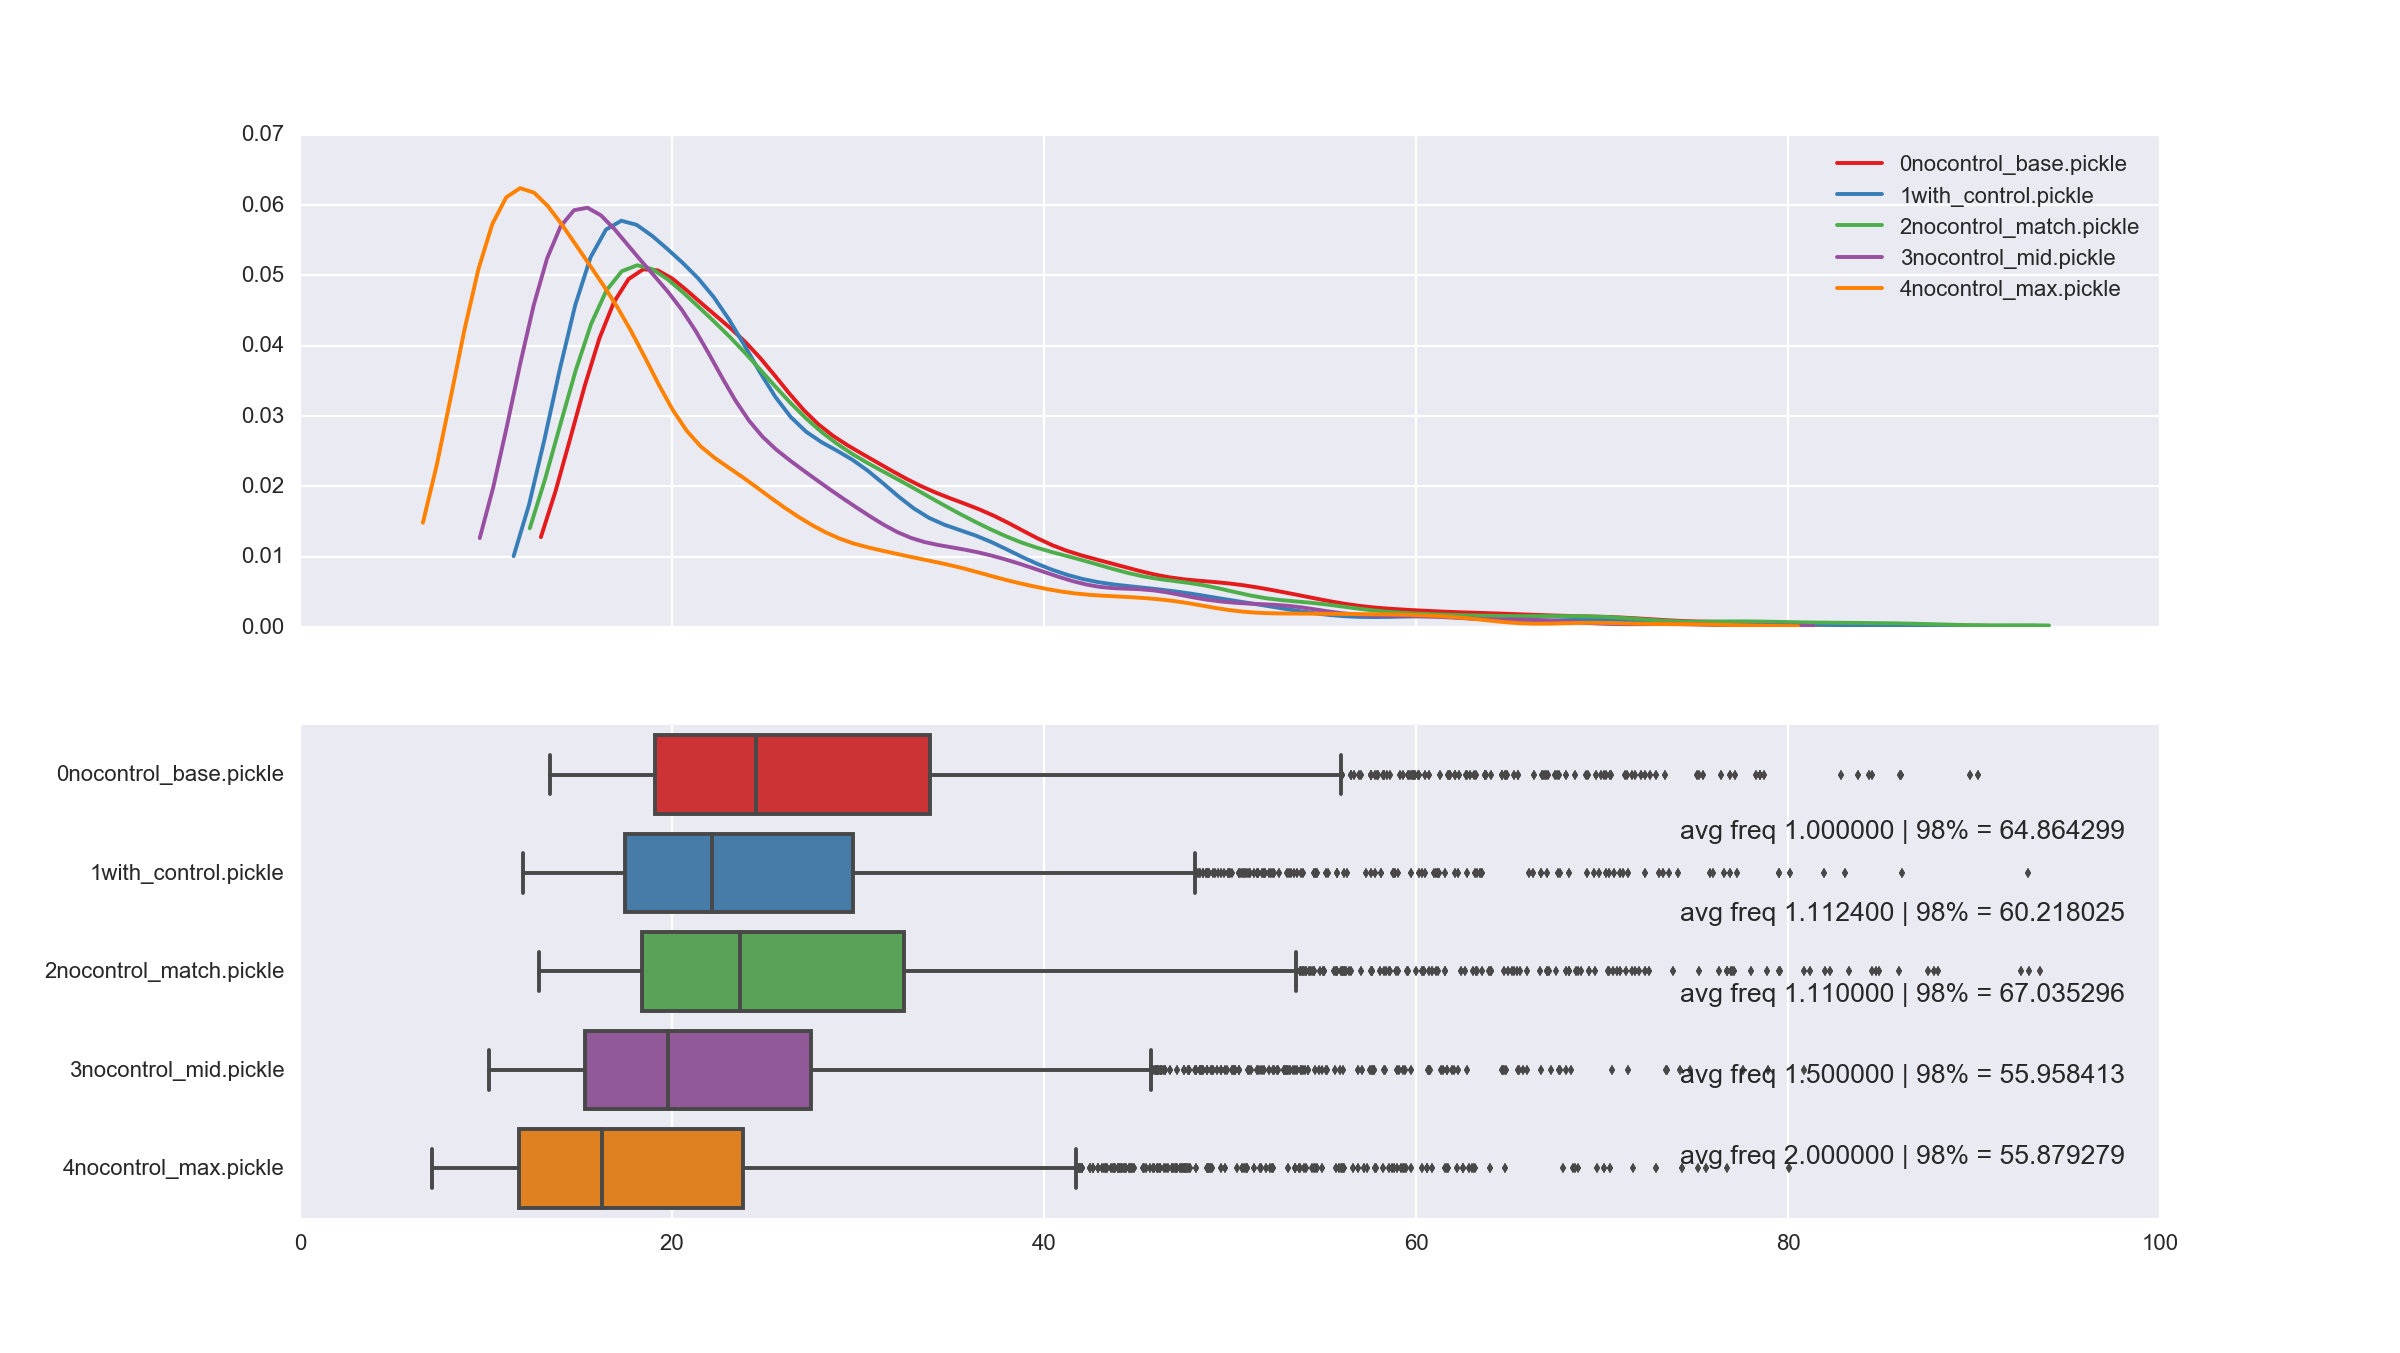 0.07
0.06
0.05
0.04
0.03
0.02
0.01
0.00
0nocontrol_base.pickle
1with_control.pickle
2nocontrol_match.pickle
3nocontrol_mid.pickle
4nocontrol_max.pickle
0nocontrol_base.pickle
avg freq 1.000000 | 98% = 64.864299
1with_control.pickle
avg freq 1.112400 | 98% = 60.218025
2nocontrol_match.pickle
avg freq 1.110000 | 98% = 67.035296
3nocontrol_mid.pickle
avg freq 1.500000 | 98% = 55.958413
4nocontrol_max.pickle
avg freq 2.000000 | 98% = 55.879279
0 20 40 60 80 100